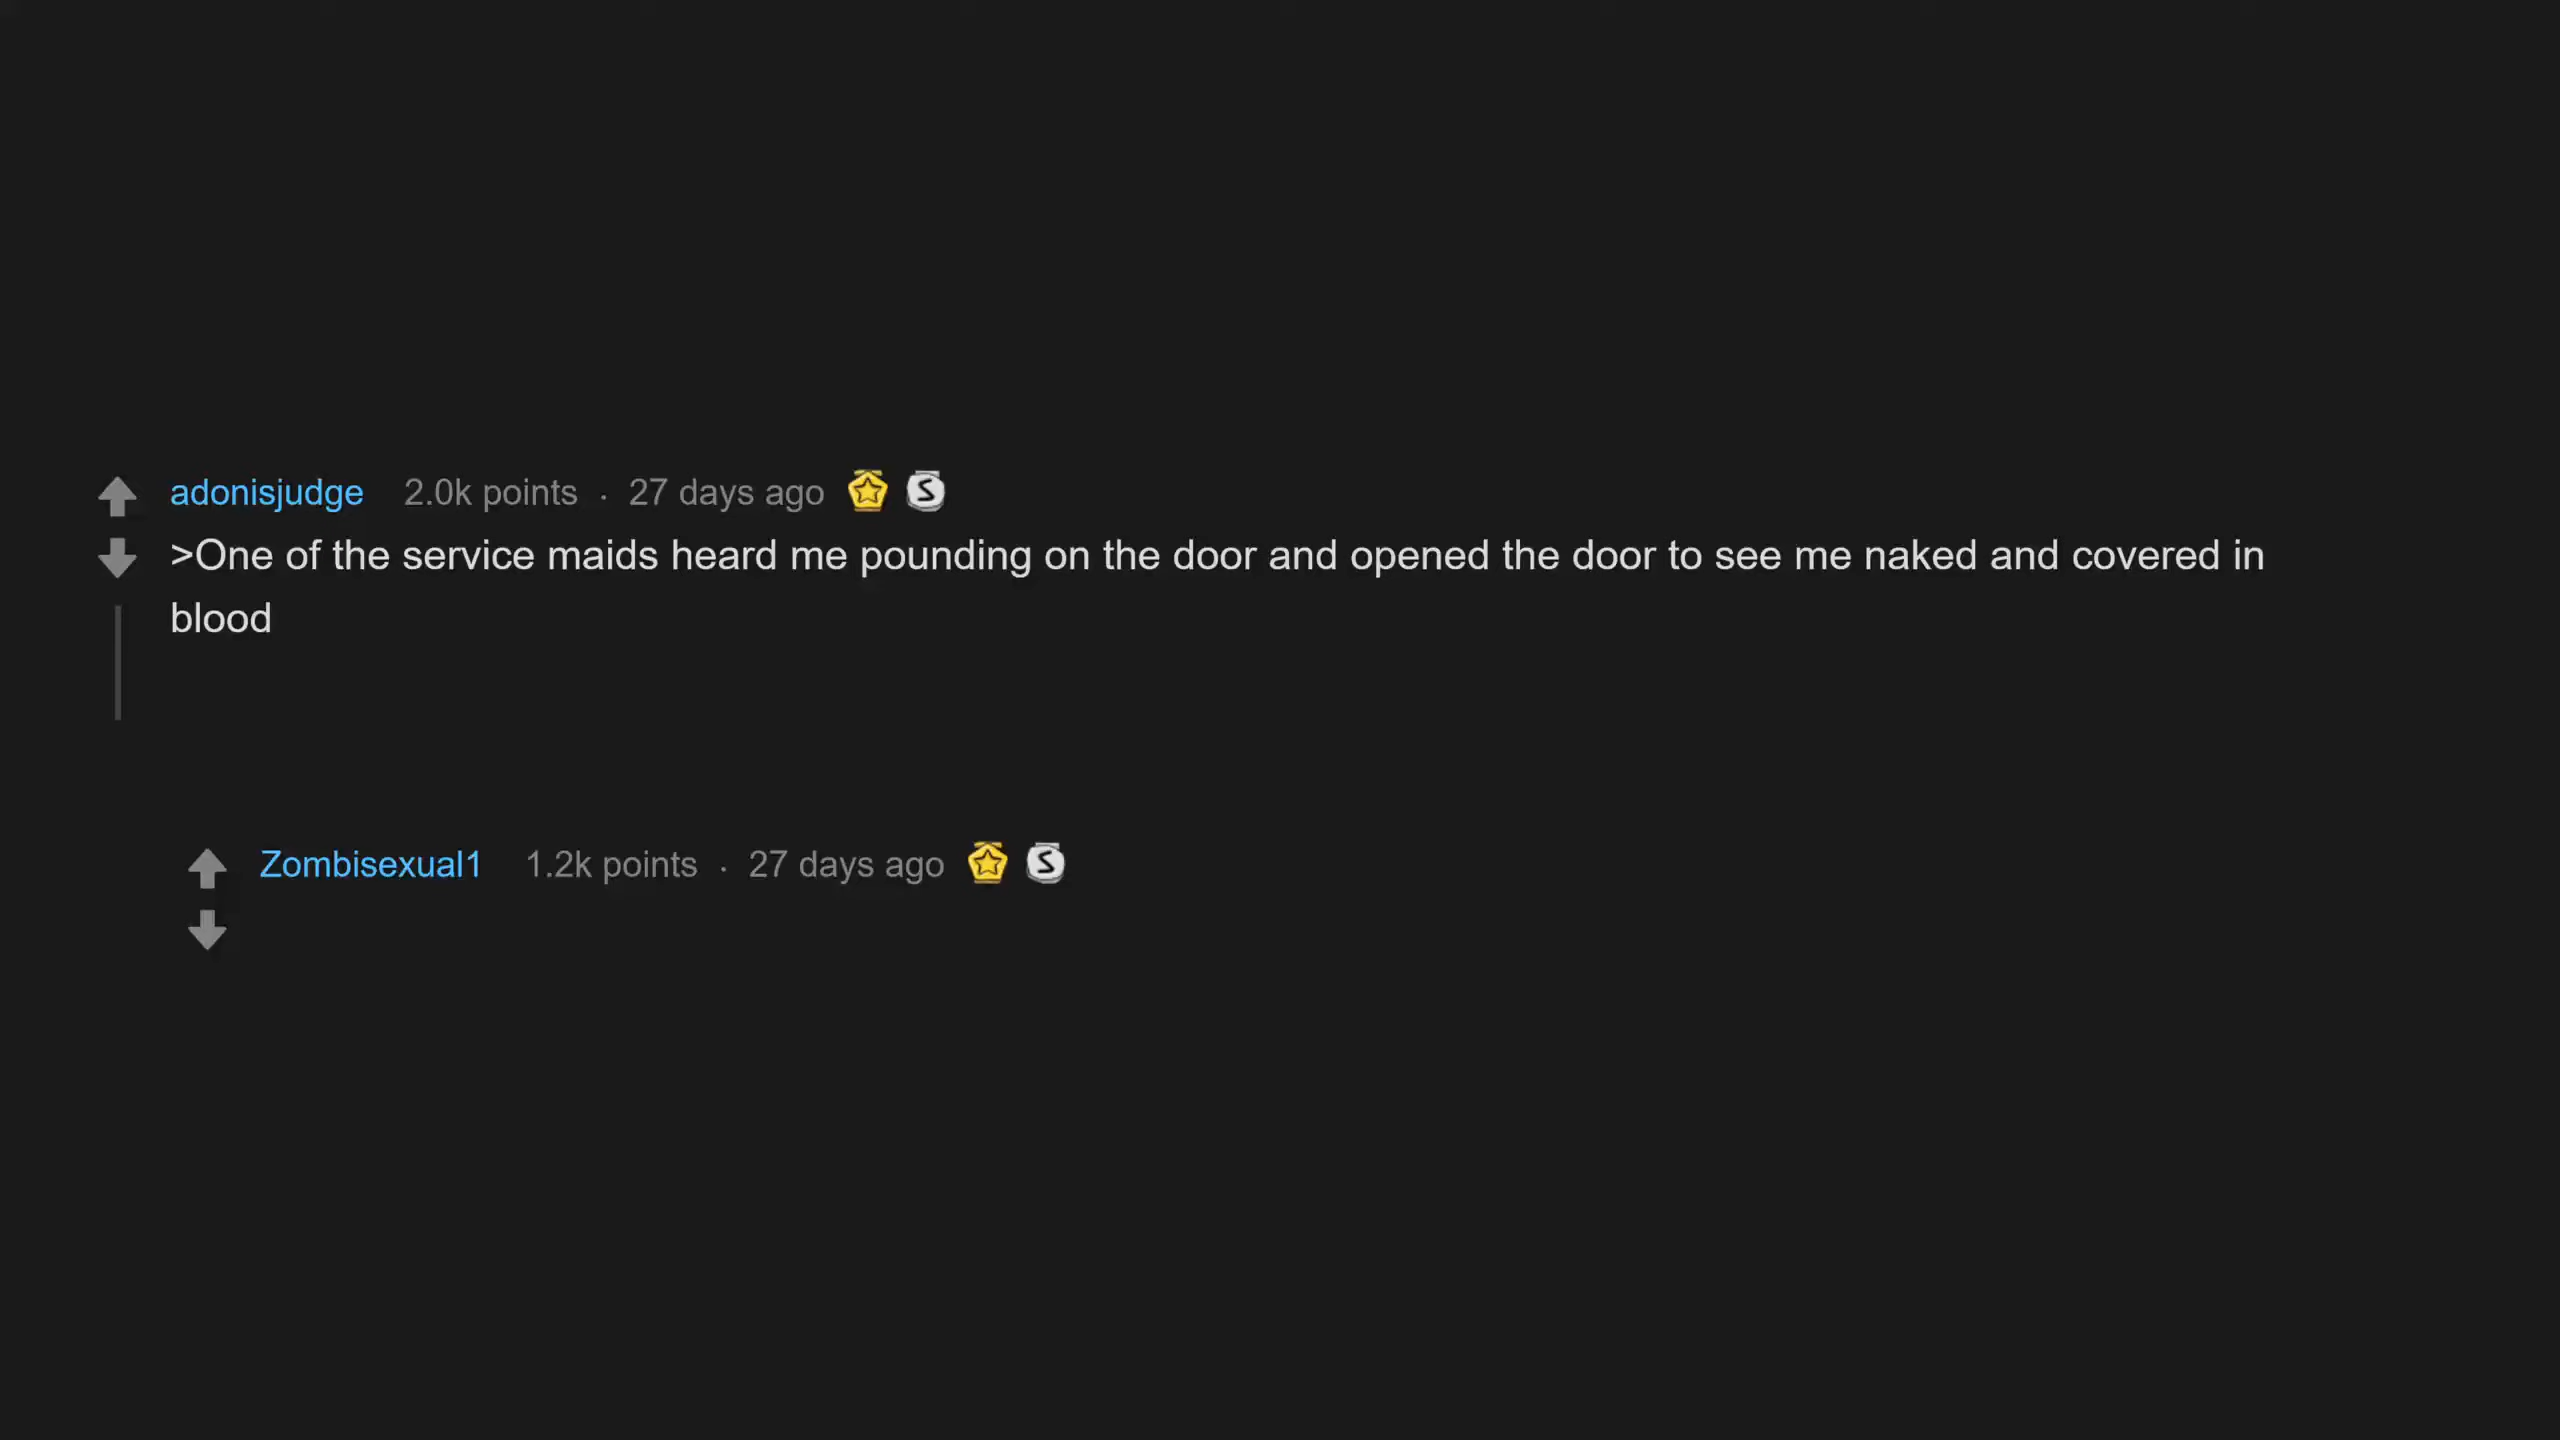 adonisjudge 2.0k points · 27 days ago
>One of the service maids heard me pounding on the door and opened the door to see me naked and covered in
blood
Zombisexual1 1.2k points · 27 days ago